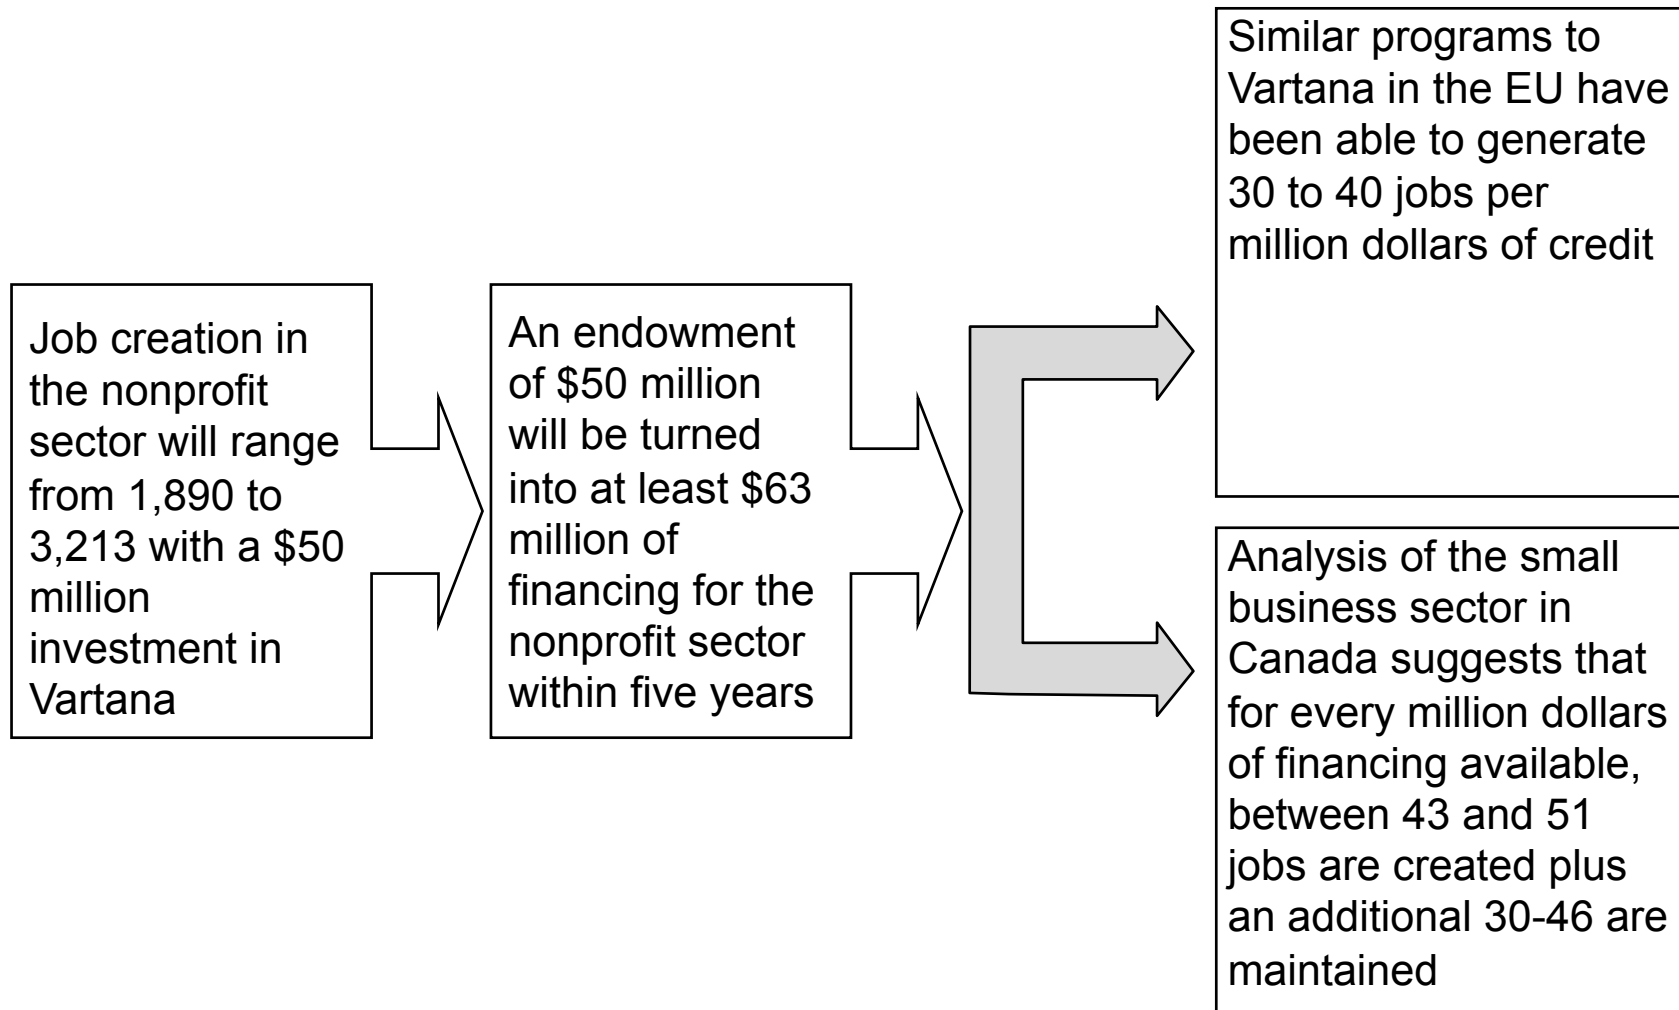 Job creation in
the nonprofit
sector will range
from 1,890 to
3,213 with a $50
million
investment in
Vartana
An endowment
of $50 million
will be turned
into at least $63
million of
financing for the
nonprofit sector
within five years
Similar programs to
Vartana in the EU have
been able to generate
30 to 40 jobs per
million dollars of credit
Analysis of the small
business sector in
Canada suggests that
for every million dollars
of financing available,
between 43 and 51
jobs are created plus
an additional 30-46 are
maintained